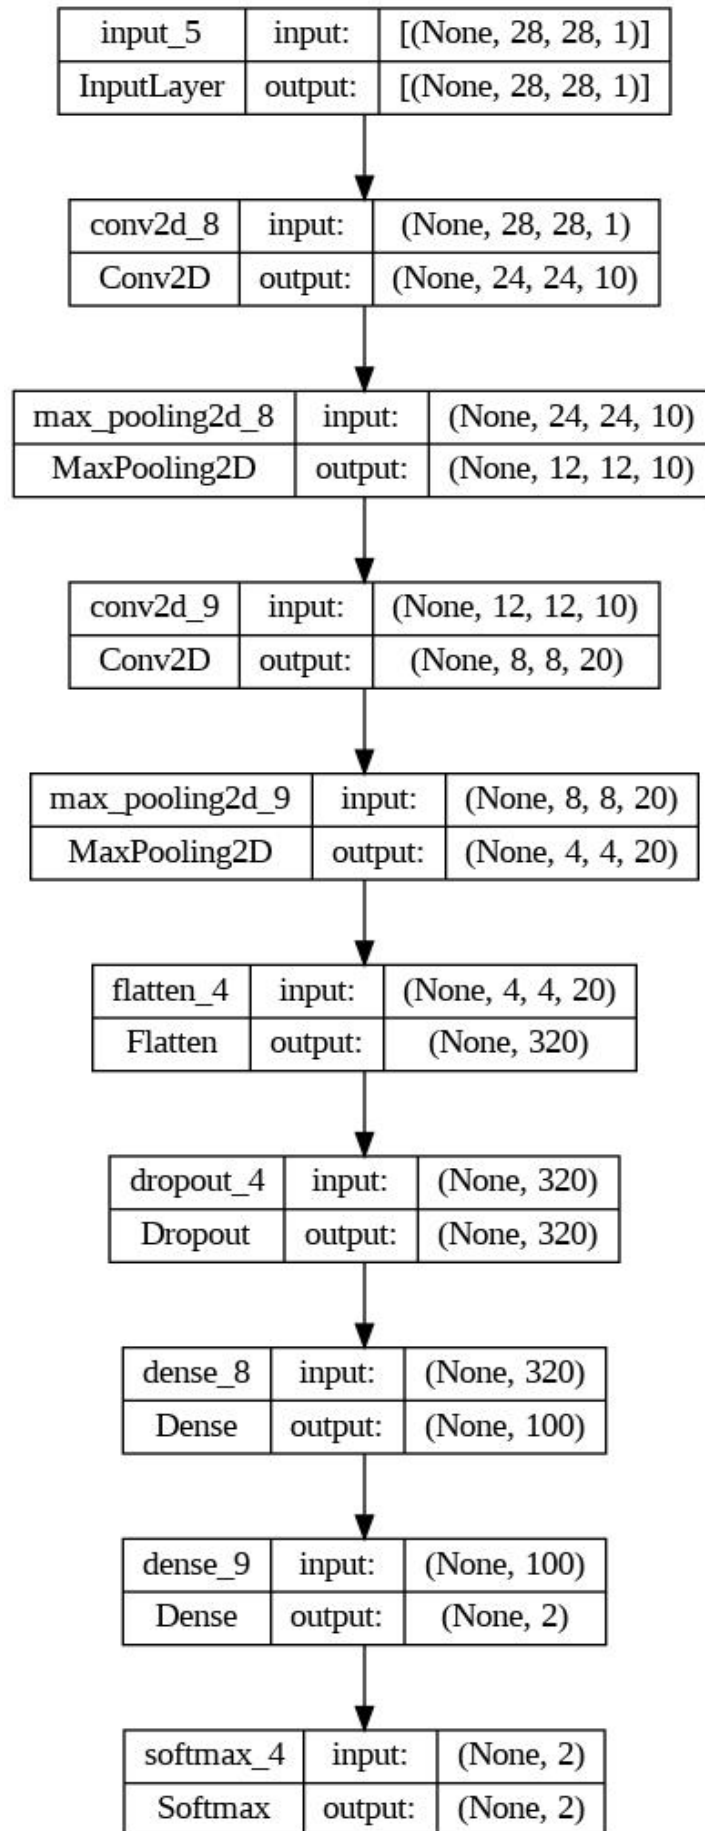 input_5 input: [(None, 28, 28, 1)]
InputLayer output: [(None, 28, 28, 1)]
conv2d_8 input: (None, 28, 28, 1)
Conv2D output: (None, 24, 24, 10)
max_pooling2d_8 input: (None, 24, 24, 10)
MaxPooling2D output: (None, 12, 12, 10)
conv2d_9 input: (None, 12, 12, 10)
Conv2D output: (None, 8, 8, 20)
max_pooling2d_9 input: (None, 8, 8, 20)
MaxPooling2D output: (None, 4, 4, 20)
flatten_4 input: (None, 4, 4, 20)
Flatten output: (None, 320)
dropout_4 input: (None, 320)
Dropout output: (None, 320)
dense_8 input: (None, 320)
Dense output: (None, 100)
dense_9 input: (None, 100)
Dense output: (None, 2)
softmax_4 input: (None, 2)
Softmax output: (None, 2)